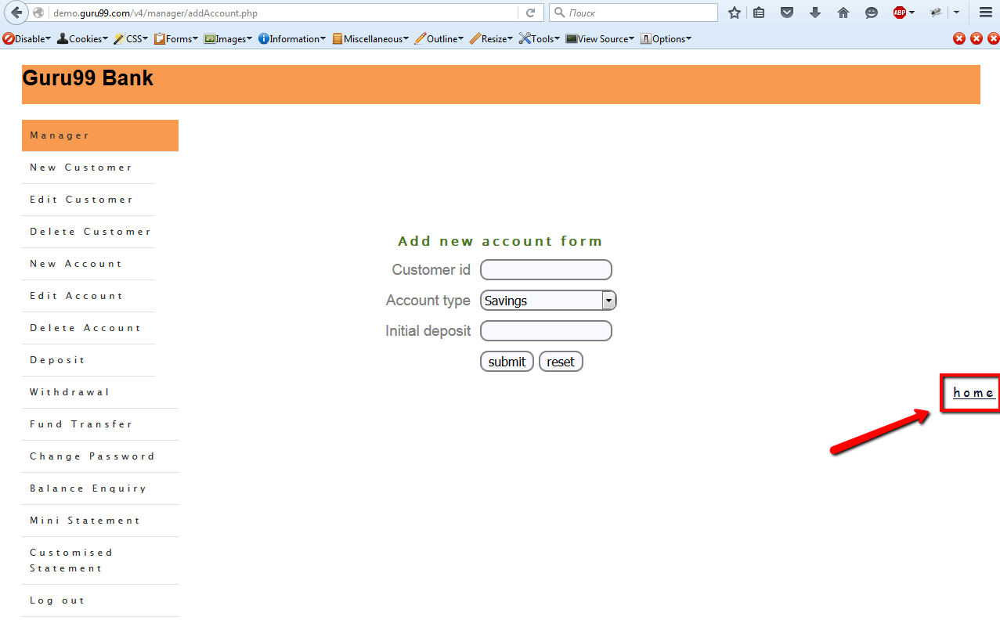 demo.guru99.com/v4/manager/addAccount.php
Поиск
ABP
Disable Cookies CSS Forms Images Information Miscellaneous Outline Resize Tools View Source Options
Guru99 Bank
Manager
New Customer
Edit Customer
Delete Customer
New Account
Edit Account
Delete Account
Deposit
Withdrawal
Fund Transfer
Change Password
Balance Enquiry
Mini Statement
Customised
Statement
Log out
Add new account form
Customer id
Account type Savings
Initial deposit
submit reset
home